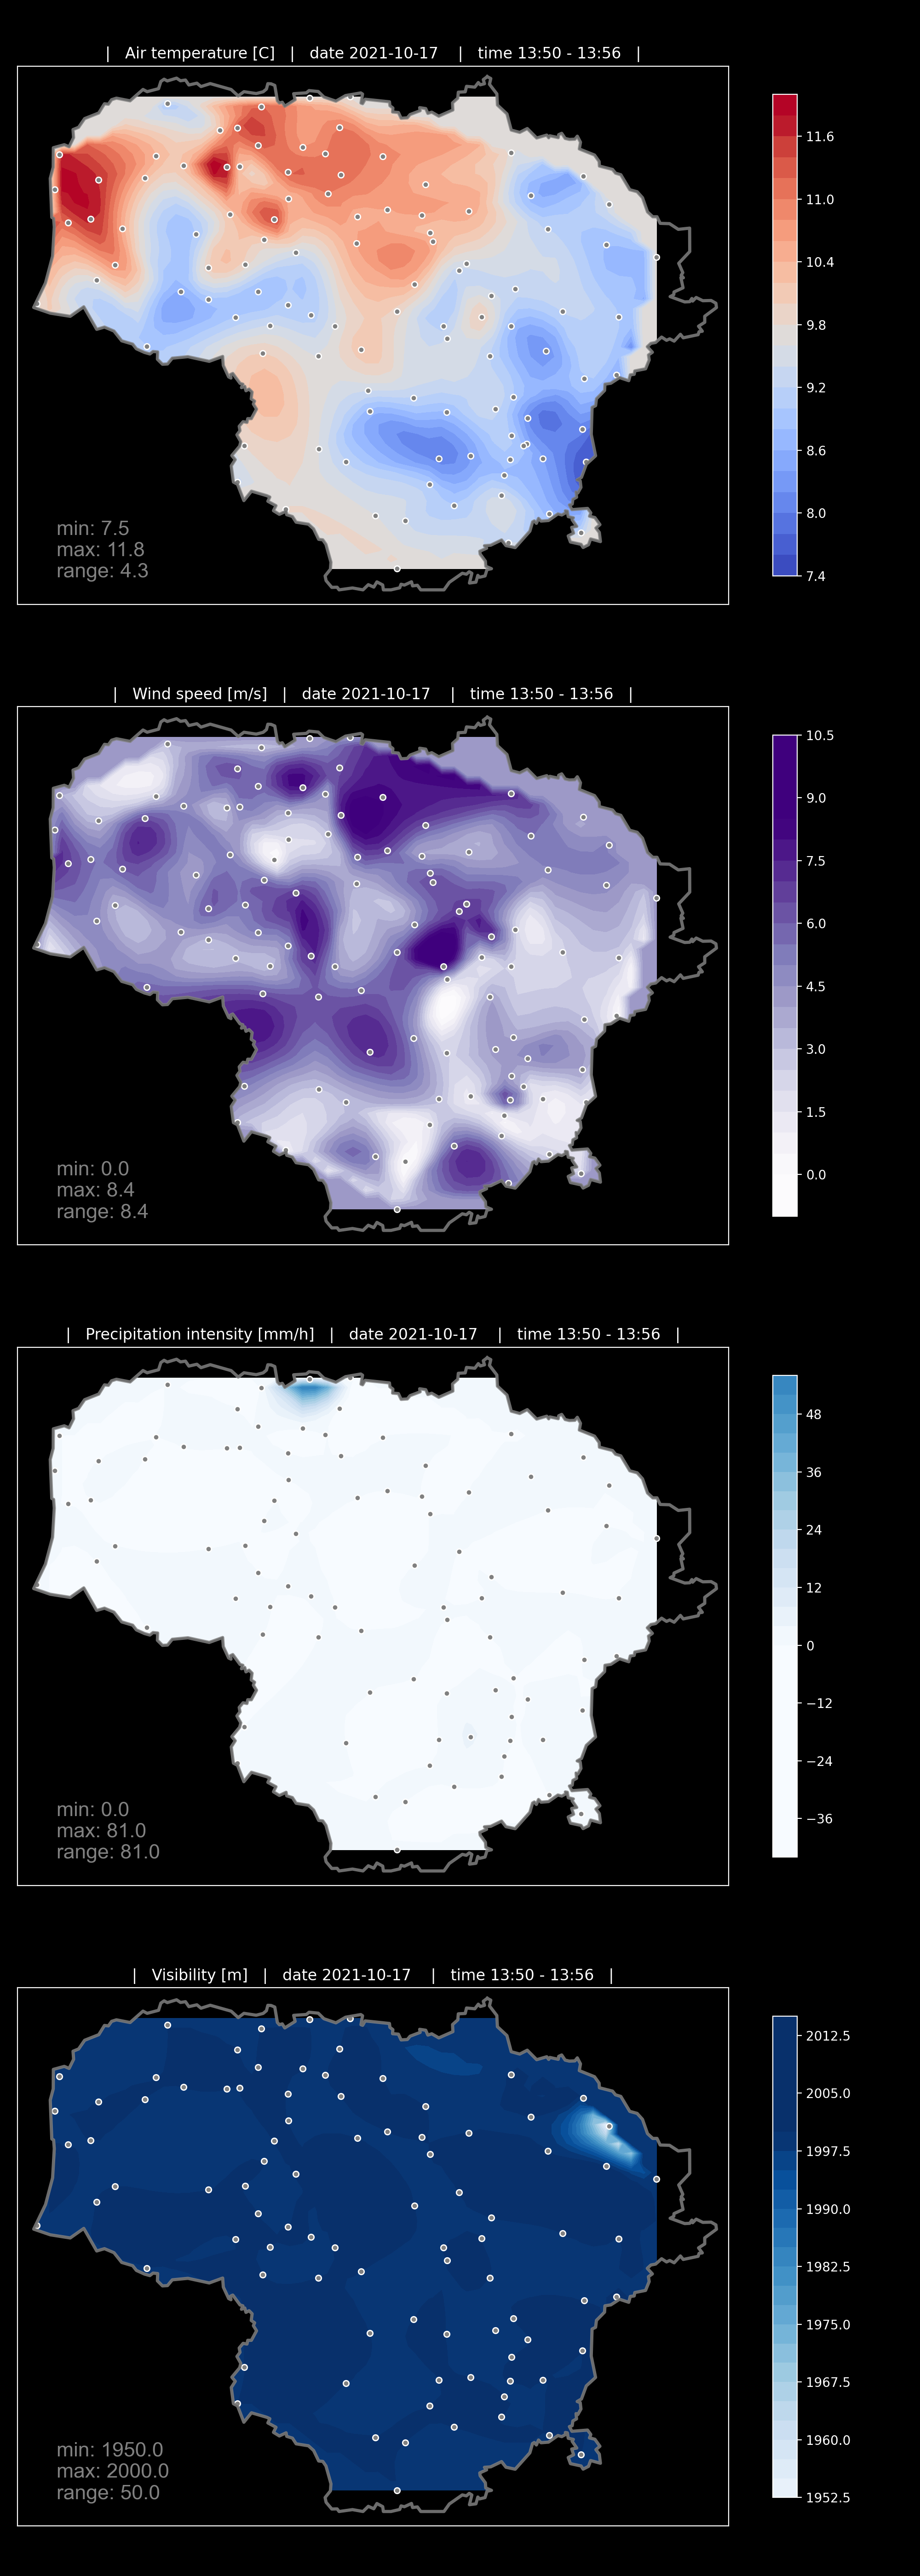 | Air temperature [C] | date 2021-10-17 | time 13:50 - 13:56 |
11.6
11.0
10.4
9.8
9.2
8.6
8.0
7.4
min: 7.5
max: 11.8
range: 4.3
| Wind speed [m/s] | date 2021-10-17 | time 13:50 - 13:56 |
10.5
9.0
7.5
6.0
4.5
3.0
1.5
0.0
min: 0.0
max: 8.4
range: 8.4
| Precipitation intensity [mm/h] | date 2021-10-17 | time 13:50 - 13:56 |
48
36
24
12
0
−12
−24
−36
min: 0.0
max: 81.0
range: 81.0
| Visibility [m] | date 2021-10-17 | time 13:50 - 13:56 |
2012.5
2005.0
1997.5
1990.0
1982.5
1975.0
1967.5
1960.0
1952.5
min: 1950.0
max: 2000.0
range: 50.0